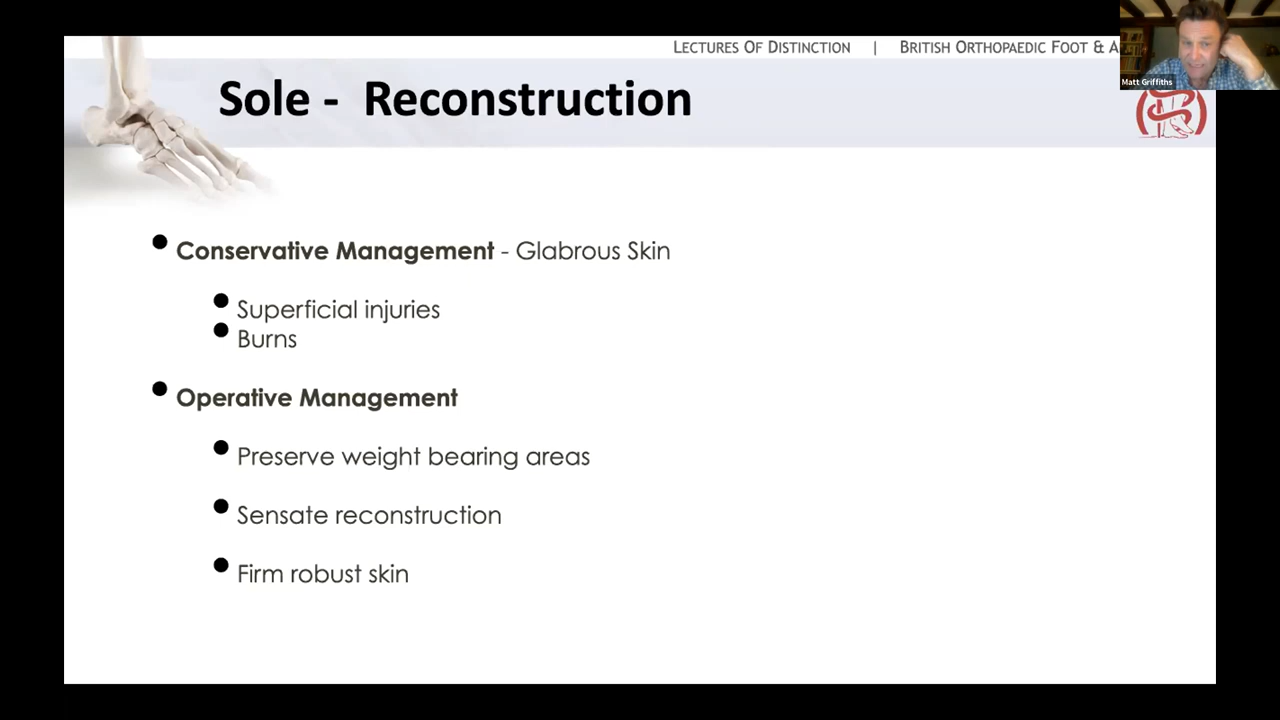 LECTURES OF DISTINCTION | BRITISH ORTHOPAEDIC FOOT & A
Matt Griffiths
Sole - Reconstruction
Conservative Management - Glabrous Skin
Superficial injuries
Burns
Operative Management
Preserve weight bearing areas
Sensate reconstruction
Firm robust skin